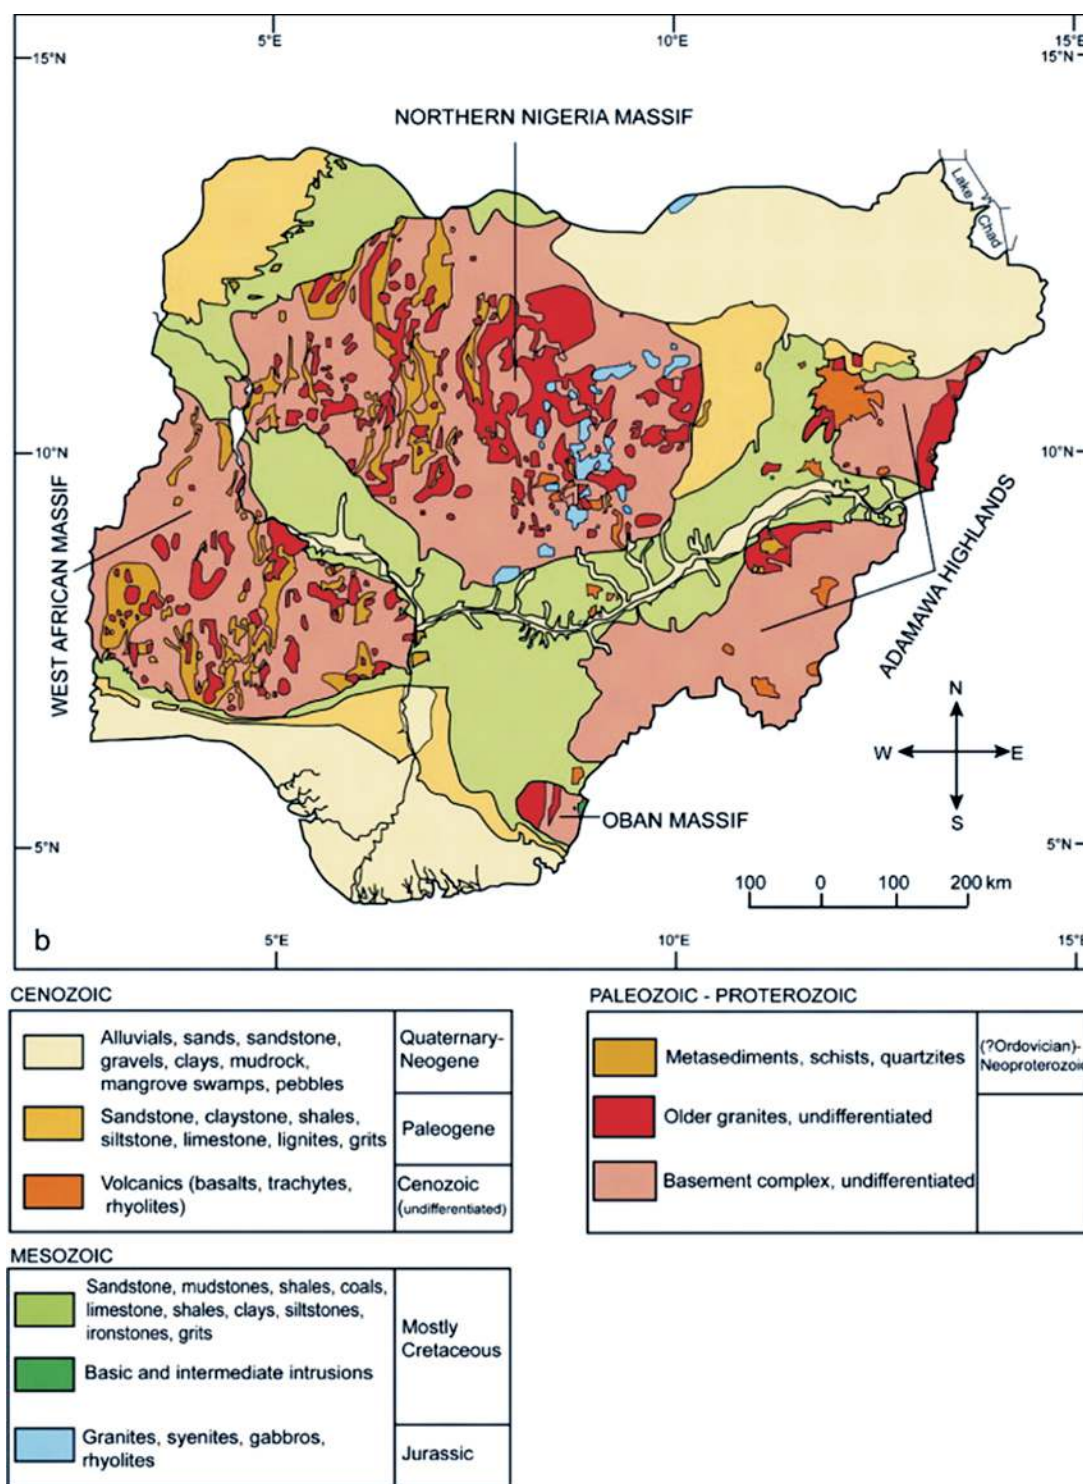 5°E
10°E
15°E
15°N
15°N
NORTHERN NIGERIA MASSIF
Lake
Chad
10°N
10°N
WEST AFRICAN MASSIF
ADAMAWA HIGHLANDS
N
W
E
S
OBAN MASSIF
5°N
5°N
100 0 100 200 km
b
5°E
10°E
15°E
CENOZOIC
Alluvials, sands, sandstone,
gravels, clays, mudrock,
mangrove swamps, pebbles
Quaternary-
Neogene
Sandstone, claystone, shales,
siltstone, limestone, lignites, grits
Paleogene
Volcanics (basalts, trachytes,
rhyolites)
Cenozoic
(undifferentiated)
MESOZOIC
Sandstone, mudstones, shales, coals,
limestone, shales, clays, siltstones,
ironstones, grits
Mostly
Cretaceous
Basic and intermediate intrusions
Granites, syenites, gabbros,
rhyolites
Jurassic
PALEOZOIC - PROTEROZOIC
Metasediments, schists, quartzites
(?Ordovician)-
Neoproterozoic
Older granites, undifferentiated
Basement complex, undifferentiated